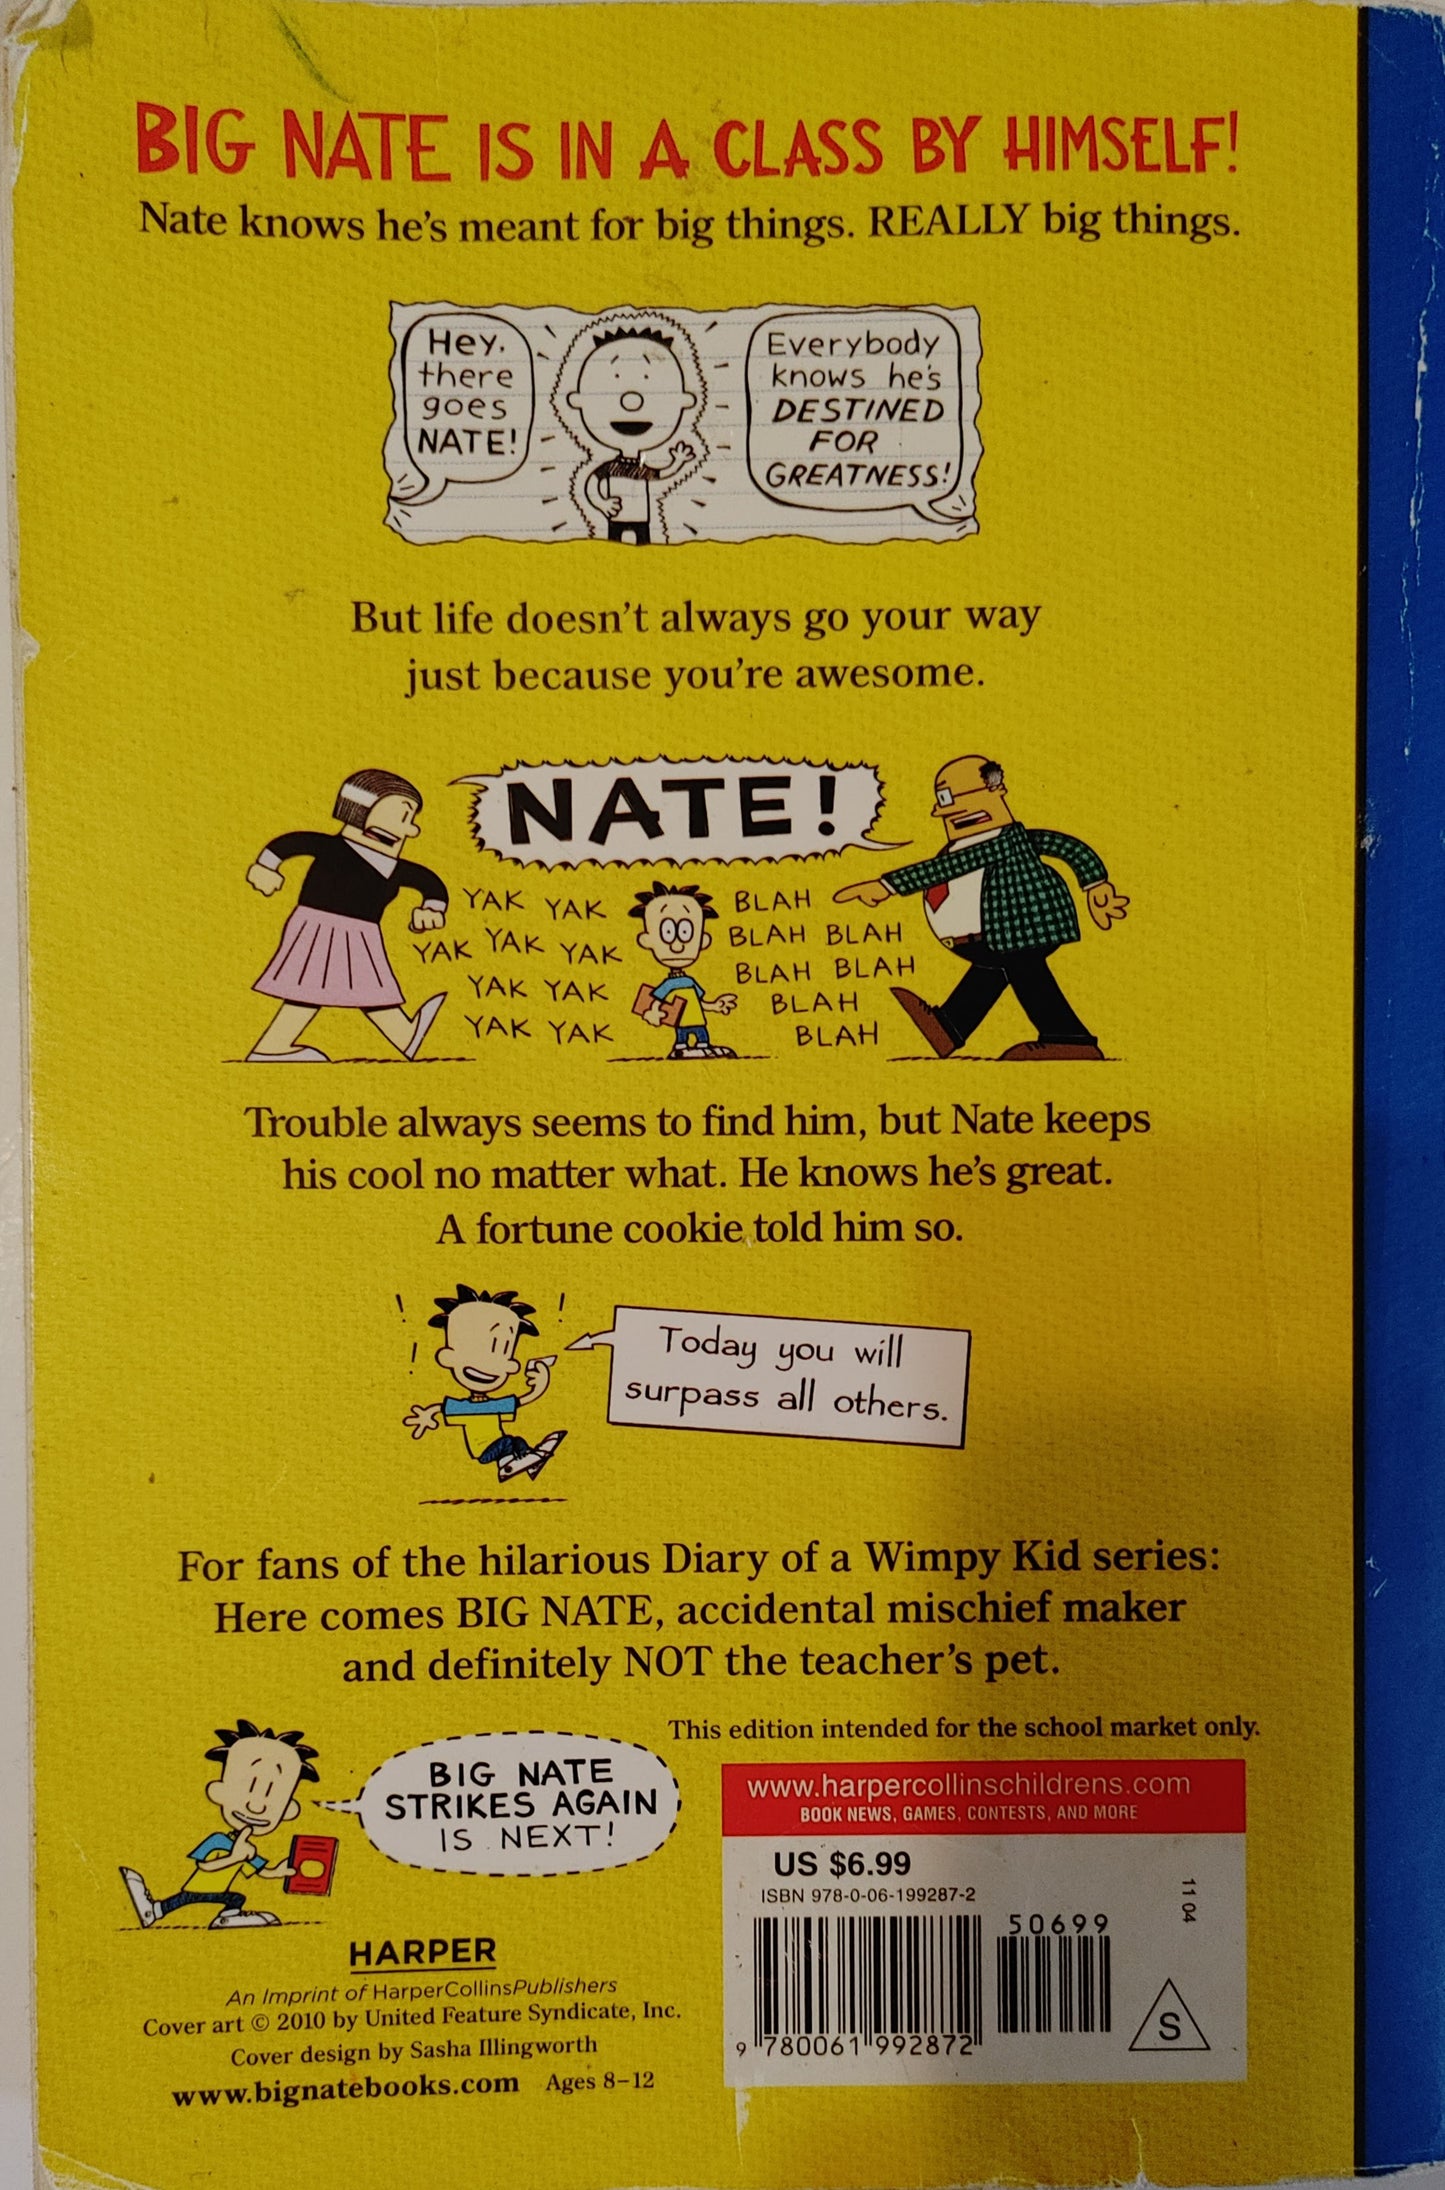 BIG NATE IS IN A CLASS BY HIMSELF!
Nate knows he's meant for big things. REALLY big things.
Hey,
there
goes
NATE!
Everybody
knows he's
DESTINED
FOR
GREATNESS!
But life doesn't always go your way
just because you're awesome.
NATE!
YAK YAK
YAK YAK YAK
YAK YAK
YAK YAK
BLAH
BLAH BLAH
BLAH BLAH
BLAH
BLAH
Trouble always seems to find him, but Nate keeps
his cool no matter what. He knows he's great.
A fortune cookie told him so.
! ! !
Today you will
surpass all others.
For fans of the hilarious Diary of a Wimpy Kid series:
Here comes BIG NATE, accidental mischief maker
and definitely NOT the teacher's pet.
BIG NATE
STRIKES AGAIN
IS NEXT!
HARPER
An Imprint of HarperCollinsPublishers
Cover art © 2010 by United Feature Syndicate, Inc.
Cover design by Sasha Illingworth
www.bignatebooks.com Ages 8–12
This edition intended for the school market only.
www.harpercollinschildrens.com
BOOK NEWS, GAMES, CONTESTS, AND MORE
US $6.99
ISBN 978-0-06-199287-2
50699
11 04
9 780061 992872
S